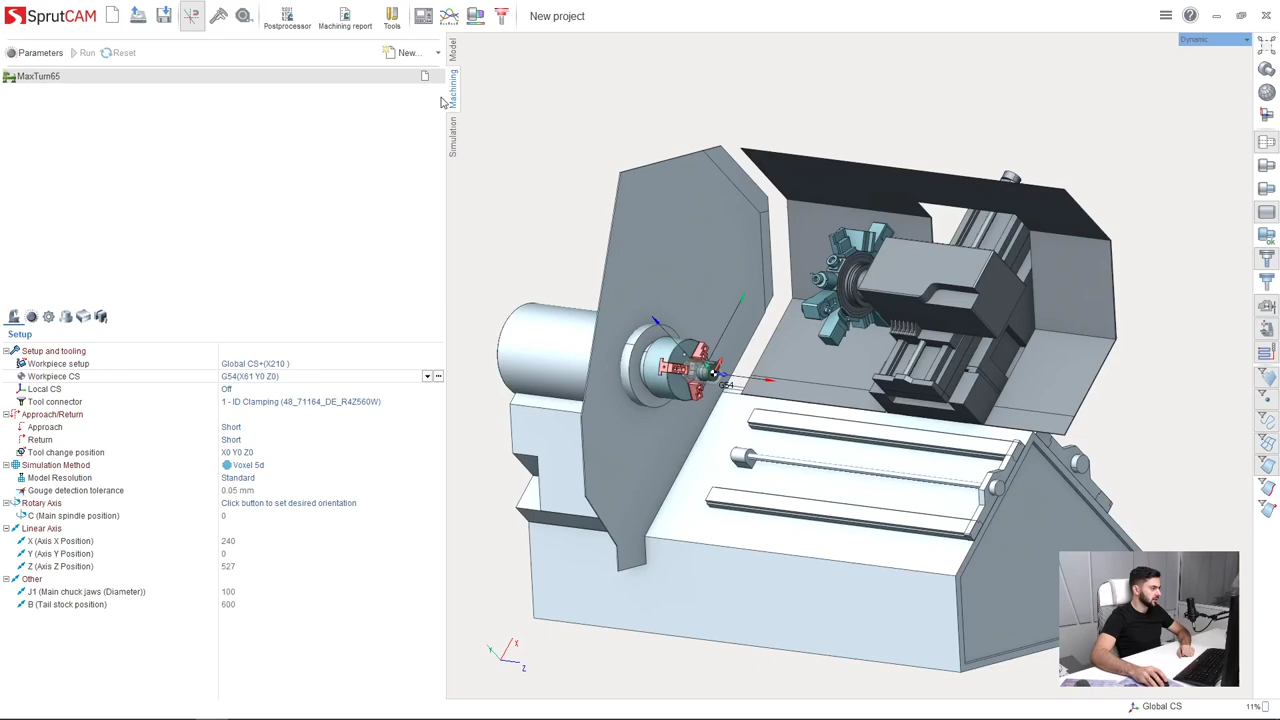 SprutCAM
Postprocessor
Machining report
Tools
New project
Parameters
Run
Reset
New...
Dynamic
MaxTurn65
Model
Machining
Simulation
Setup
Setup and tooling
Workpiece setup Global CS+(X210 )
Workpiece CS G54(X61 Y0 Z0)
Local CS Off
Tool connector 1 - ID Clamping (48_71164_DE_R4Z560W)
Approach/Return
Approach Short
Return Short
Tool change position X0 Y0 Z0
Simulation Method Voxel 5d
Model Resolution Standard
Gouge detection tolerance 0.05 mm
Rotary Axis Click button to set desired orientation
C (Main spindle position) 0
Linear Axis
X (Axis X Position) 240
Y (Axis Y Position) 0
Z (Axis Z Position) 527
Other
J1 (Main chuck jaws (Diameter)) 100
B (Tail stock position) 600
G54
X
Y
Z
ok
Global CS
11%